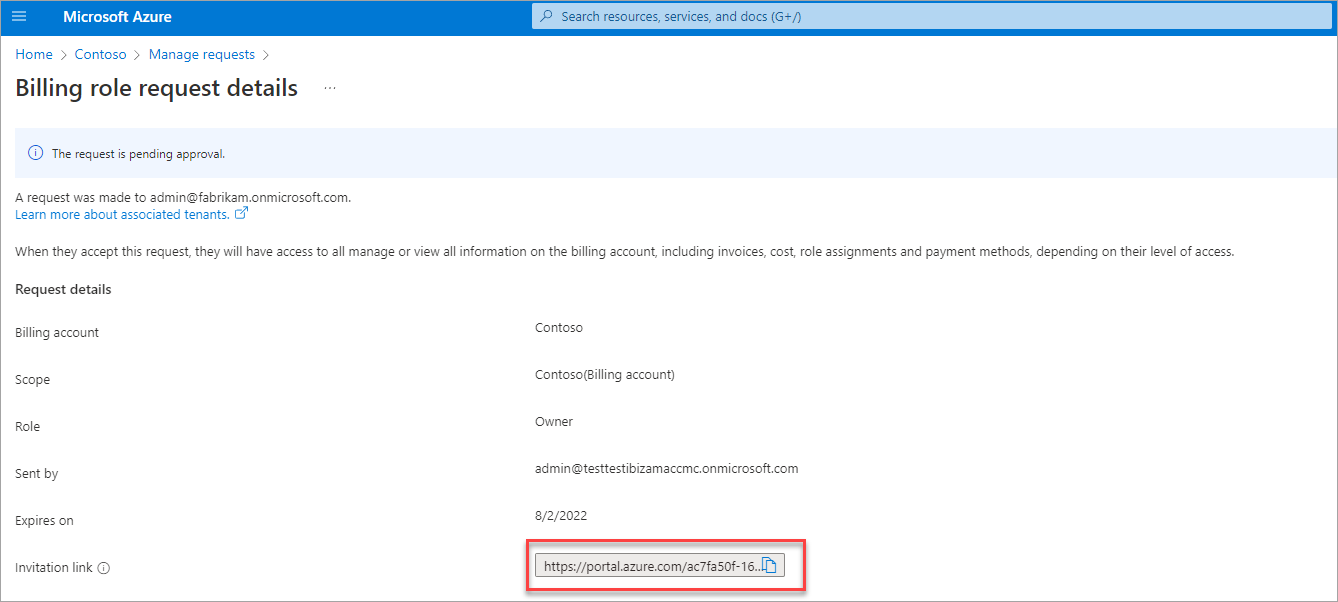 Microsoft Azure
Search resources, services, and docs (G+/)
Home > Contoso > Manage requests >
Billing role request details ...
The request is pending approval.
A request was made to admin@fabrikam.onmicrosoft.com.
Learn more about associated tenants.
When they accept this request, they will have access to all manage or view all information on the billing account, including invoices, cost, role assignments and payment methods, depending on their level of access.
Request details
Billing account Contoso
Scope Contoso(Billing account)
Role Owner
Sent by admin@testtestibizamaccmc.onmicrosoft.com
Expires on 8/2/2022
Invitation link https://portal.azure.com/ac7fa50f-16...